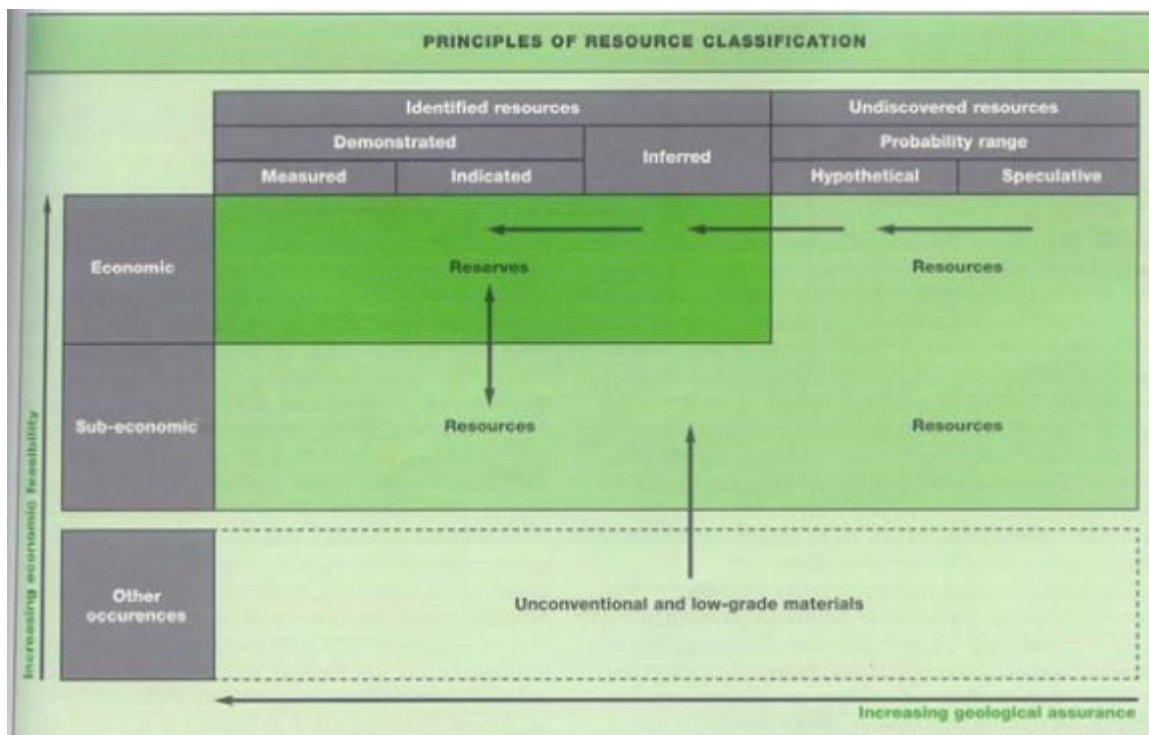 PRINCIPLES OF RESOURCE CLASSIFICATION
Identified resources
Undiscovered resources
Demonstrated
Inferred
Probability range
Measured
Indicated
Hypothetical
Speculative
Economic
Reserves
Resources
Sub-economic
Resources
Resources
Other
occurences
Unconventional and low-grade materials
Increasing economic feasibility
Increasing geological assurance